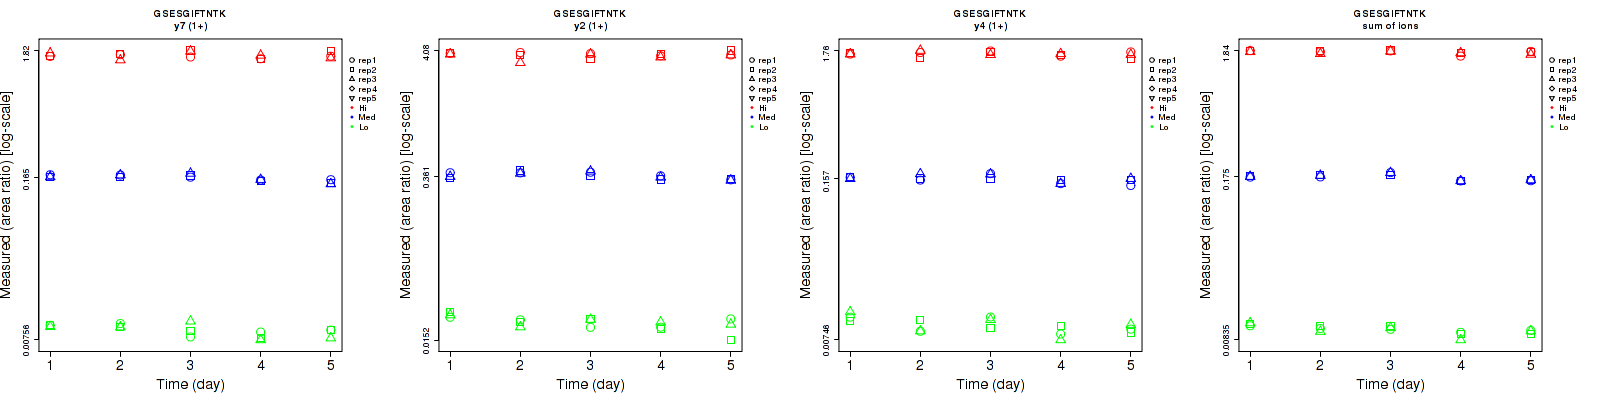 GSESGIFTNTK
y7 (1+)
Measured (area ratio) [log-scale]
1.82
0.165
0.00756
1 2 3 4 5
Time (day)
rep1
rep2
rep3
rep4
rep5
Hi
Med
Lo
GSESGIFTNTK
y2 (1+)
Measured (area ratio) [log-scale]
4.08
0.361
0.0152
1 2 3 4 5
Time (day)
rep1
rep2
rep3
rep4
rep5
Hi
Med
Lo
GSESGIFTNTK
y4 (1+)
Measured (area ratio) [log-scale]
1.76
0.157
0.00746
1 2 3 4 5
Time (day)
rep1
rep2
rep3
rep4
rep5
Hi
Med
Lo
GSESGIFTNTK
sum of ions
Measured (area ratio) [log-scale]
1.84
0.175
0.00835
1 2 3 4 5
Time (day)
rep1
rep2
rep3
rep4
rep5
Hi
Med
Lo